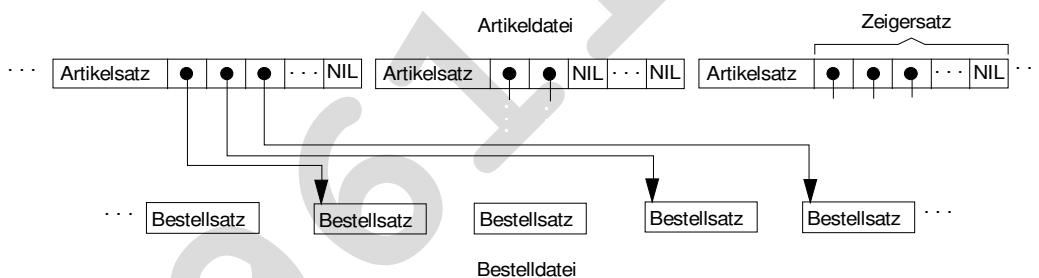 Artikeldatei
Zeigersatz
· · · Artikelsatz · · · NIL Artikelsatz NIL · · · NIL Artikelsatz · · · NIL · ·
· · · Bestellsatz Bestellsatz Bestellsatz Bestellsatz Bestellsatz · · ·
Bestelldatei